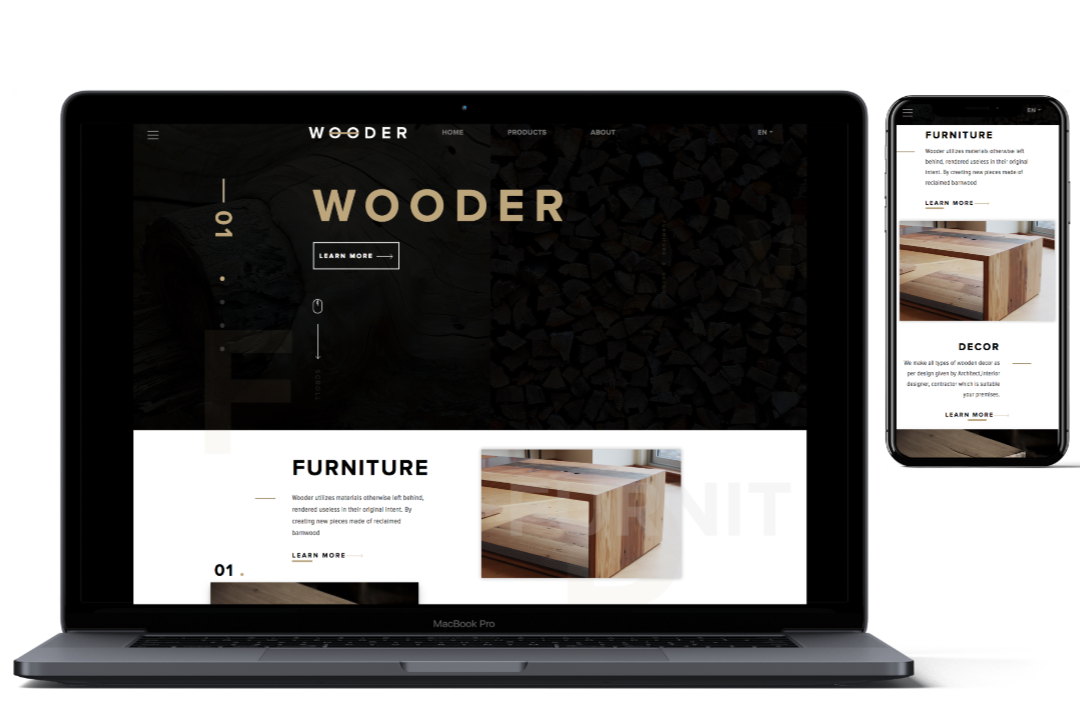 WOODER
HOME
PRODUCTS
ABOUT
EN
01
WOODER
LEARN MORE
SCROLL
F
FURNITURE
Wooder utilizes materials otherwise left behind,
rendered useless in their original intent. By
creating new pieces made of reclaimed
barnwood
LEARN MORE
FURNIT
01 .
MacBook Pro
EN
FURNITURE
Wooder utilizes materials otherwise left
behind, rendered useless in their original
intent. By creating new pieces made of
reclaimed barnwood
LEARN MORE
DECOR
We make all types of wooden decor as
per design given by Architect,Interior
designer, contractor which is suitable
your premises.
LEARN MORE